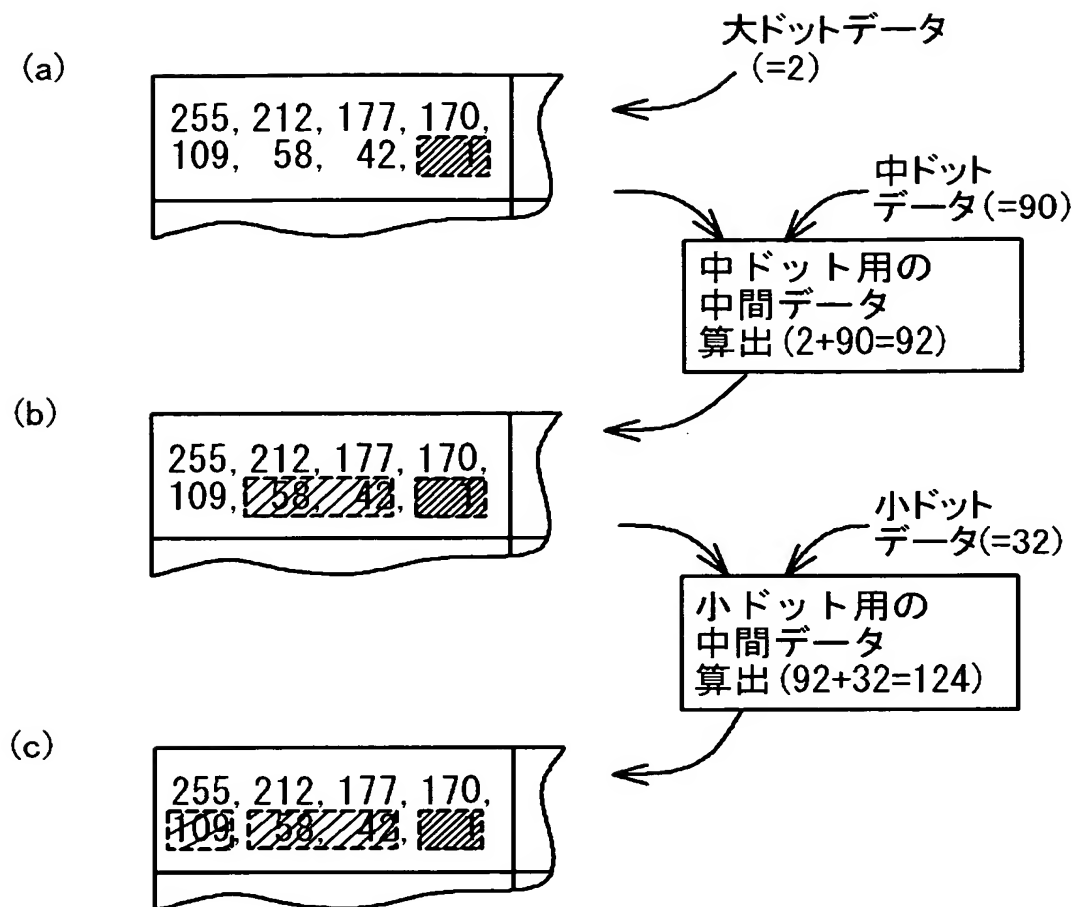 (a)
大ドットデータ
(=2)
255, 212, 177, 170,
109, 58, 42, 1
中ドット
データ(=90)
中ドット用の
中間データ
算出(2+90=92)
(b)
255, 212, 177, 170,
109, 58, 42, 1
小ドット
データ(=32)
小ドット用の
中間データ
算出(92+32=124)
(c)
255, 212, 177, 170,
109, 58, 42, 1